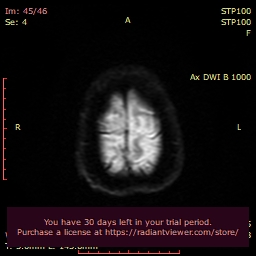 Im: 45/46
Se: 4
A
STP100
STP100
F
Ax DWI B 1000
R
L
You have 30 days left in your trial period.
Purchase a license at https://radiantviewer.com/store/